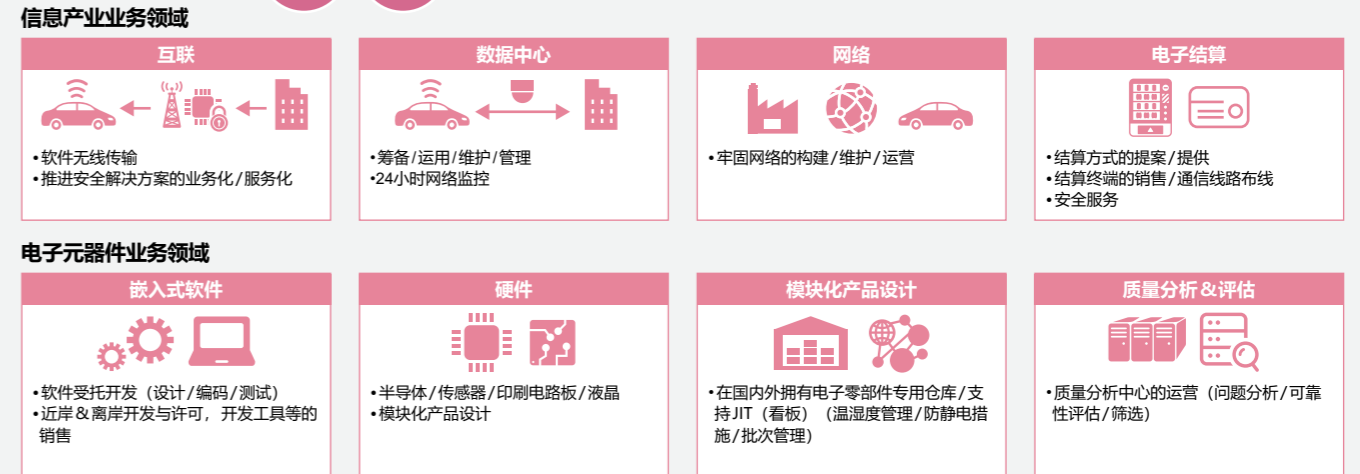 信息产业业务领域
互联
•软件无线传输
•推进安全解决方案的业务化/服务化
数据中心
•筹备/运用/维护/管理
•24小时网络监控
网络
•牢固网络的构建/维护/运营
电子结算
•结算方式的提案/提供
•结算终端的销售/通信线路布线
•安全服务
电子元器件业务领域
嵌入式软件
•软件受托开发（设计/编码/测试）
•近岸＆离岸开发与许可，开发工具等的
销售
硬件
•半导体/传感器/印刷电路板/液晶
•模块化产品设计
模块化产品设计
•在国内外拥有电子零部件专用仓库/支
持JIT（看板）（温湿度管理/防静电措
施/批次管理）
质量分析＆评估
•质量分析中心的运营（问题分析/可靠
性评估/筛选）